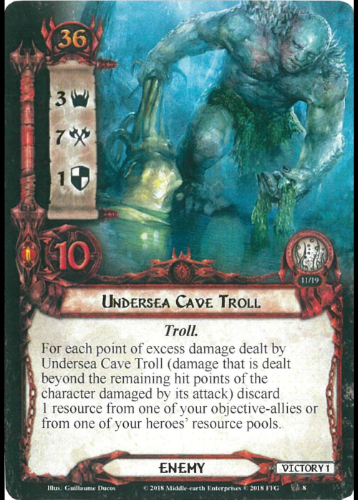 36
3
7
1
10
11/19
Undersea Cave Troll
Troll.
For each point of excess damage dealt by
Undersea Cave Troll (damage that is dealt
beyond the remaining hit points of the
character damaged by its attack) discard
1 resource from one of your objective-allies or
from one of your heroes' resource pools.
ENEMY
VICTORY 1
Illus. Guillaume Ducos
© 2018 Middle-earth Enterprises © 2018 FFG
8